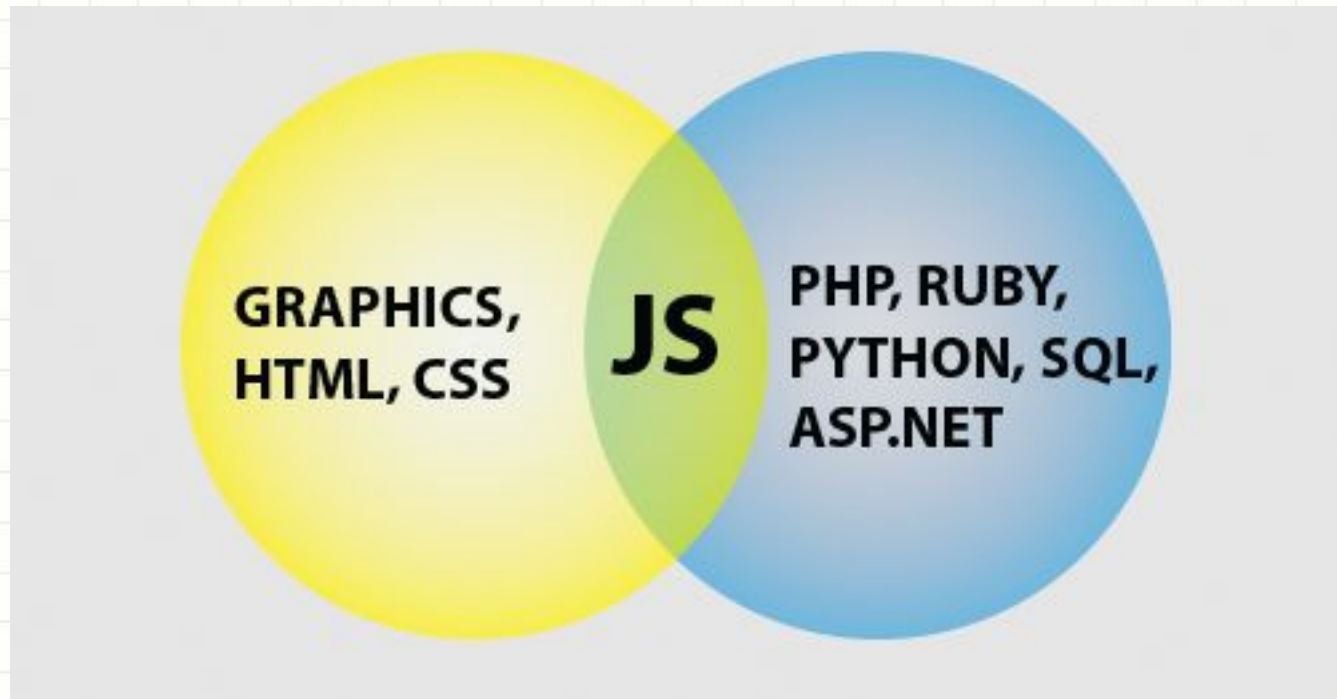 GRAPHICS,
HTML, CSS
JS
PHP, RUBY,
PYTHON, SQL,
ASP.NET